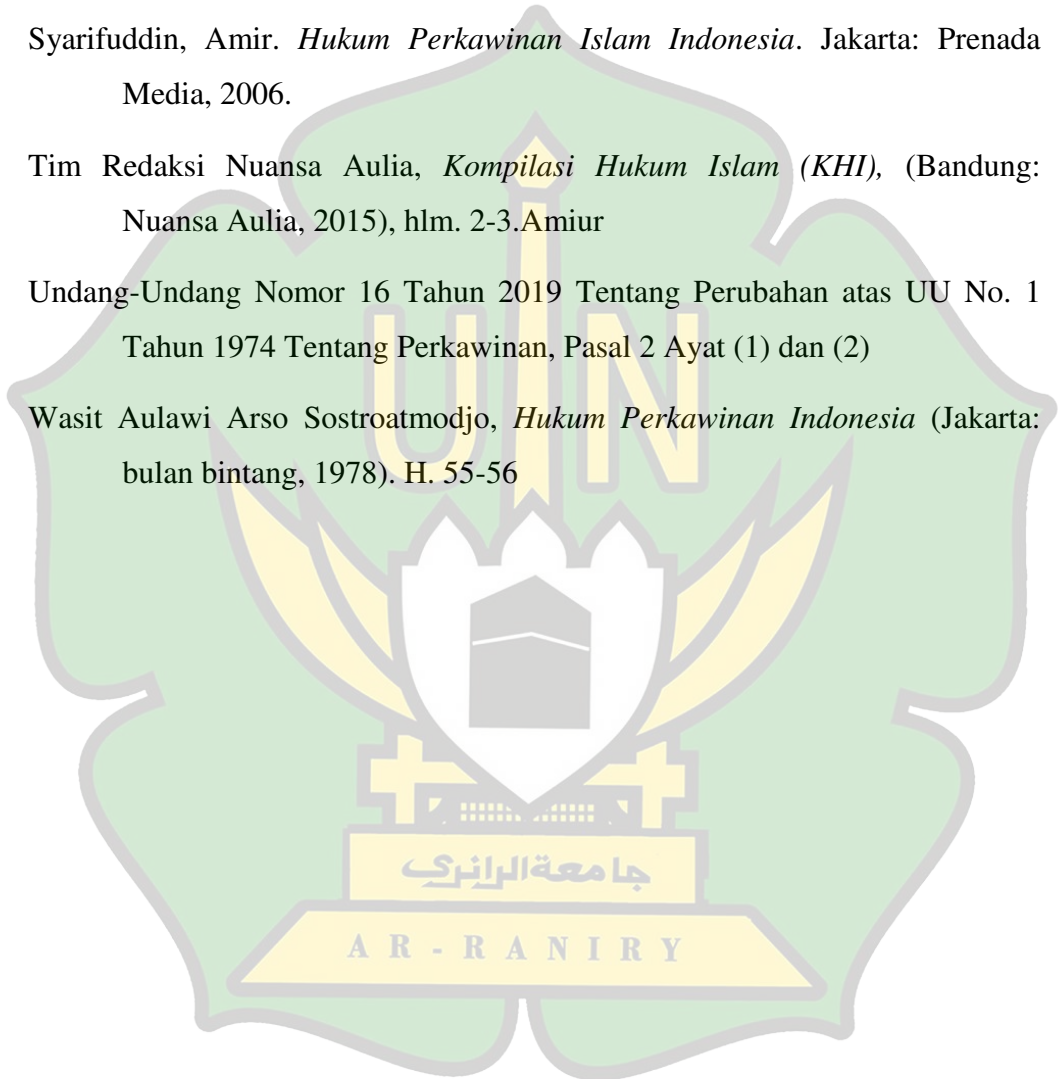 Syarifuddin, Amir. Hukum Perkawinan Islam Indonesia. Jakarta: Prenada
Media, 2006.
Tim Redaksi Nuansa Aulia, Kompilasi Hukum Islam (KHI), (Bandung:
Nuansa Aulia, 2015), hlm. 2-3.Amiur
Undang-Undang Nomor 16 Tahun 2019 Tentang Perubahan atas UU No. 1
Tahun 1974 Tentang Perkawinan, Pasal 2 Ayat (1) dan (2)
Wasit Aulawi Arso Sostroatmodjo, Hukum Perkawinan Indonesia (Jakarta:
bulan bintang, 1978). H. 55-56
UIN
جامعة الرانري
AR-RANIRY